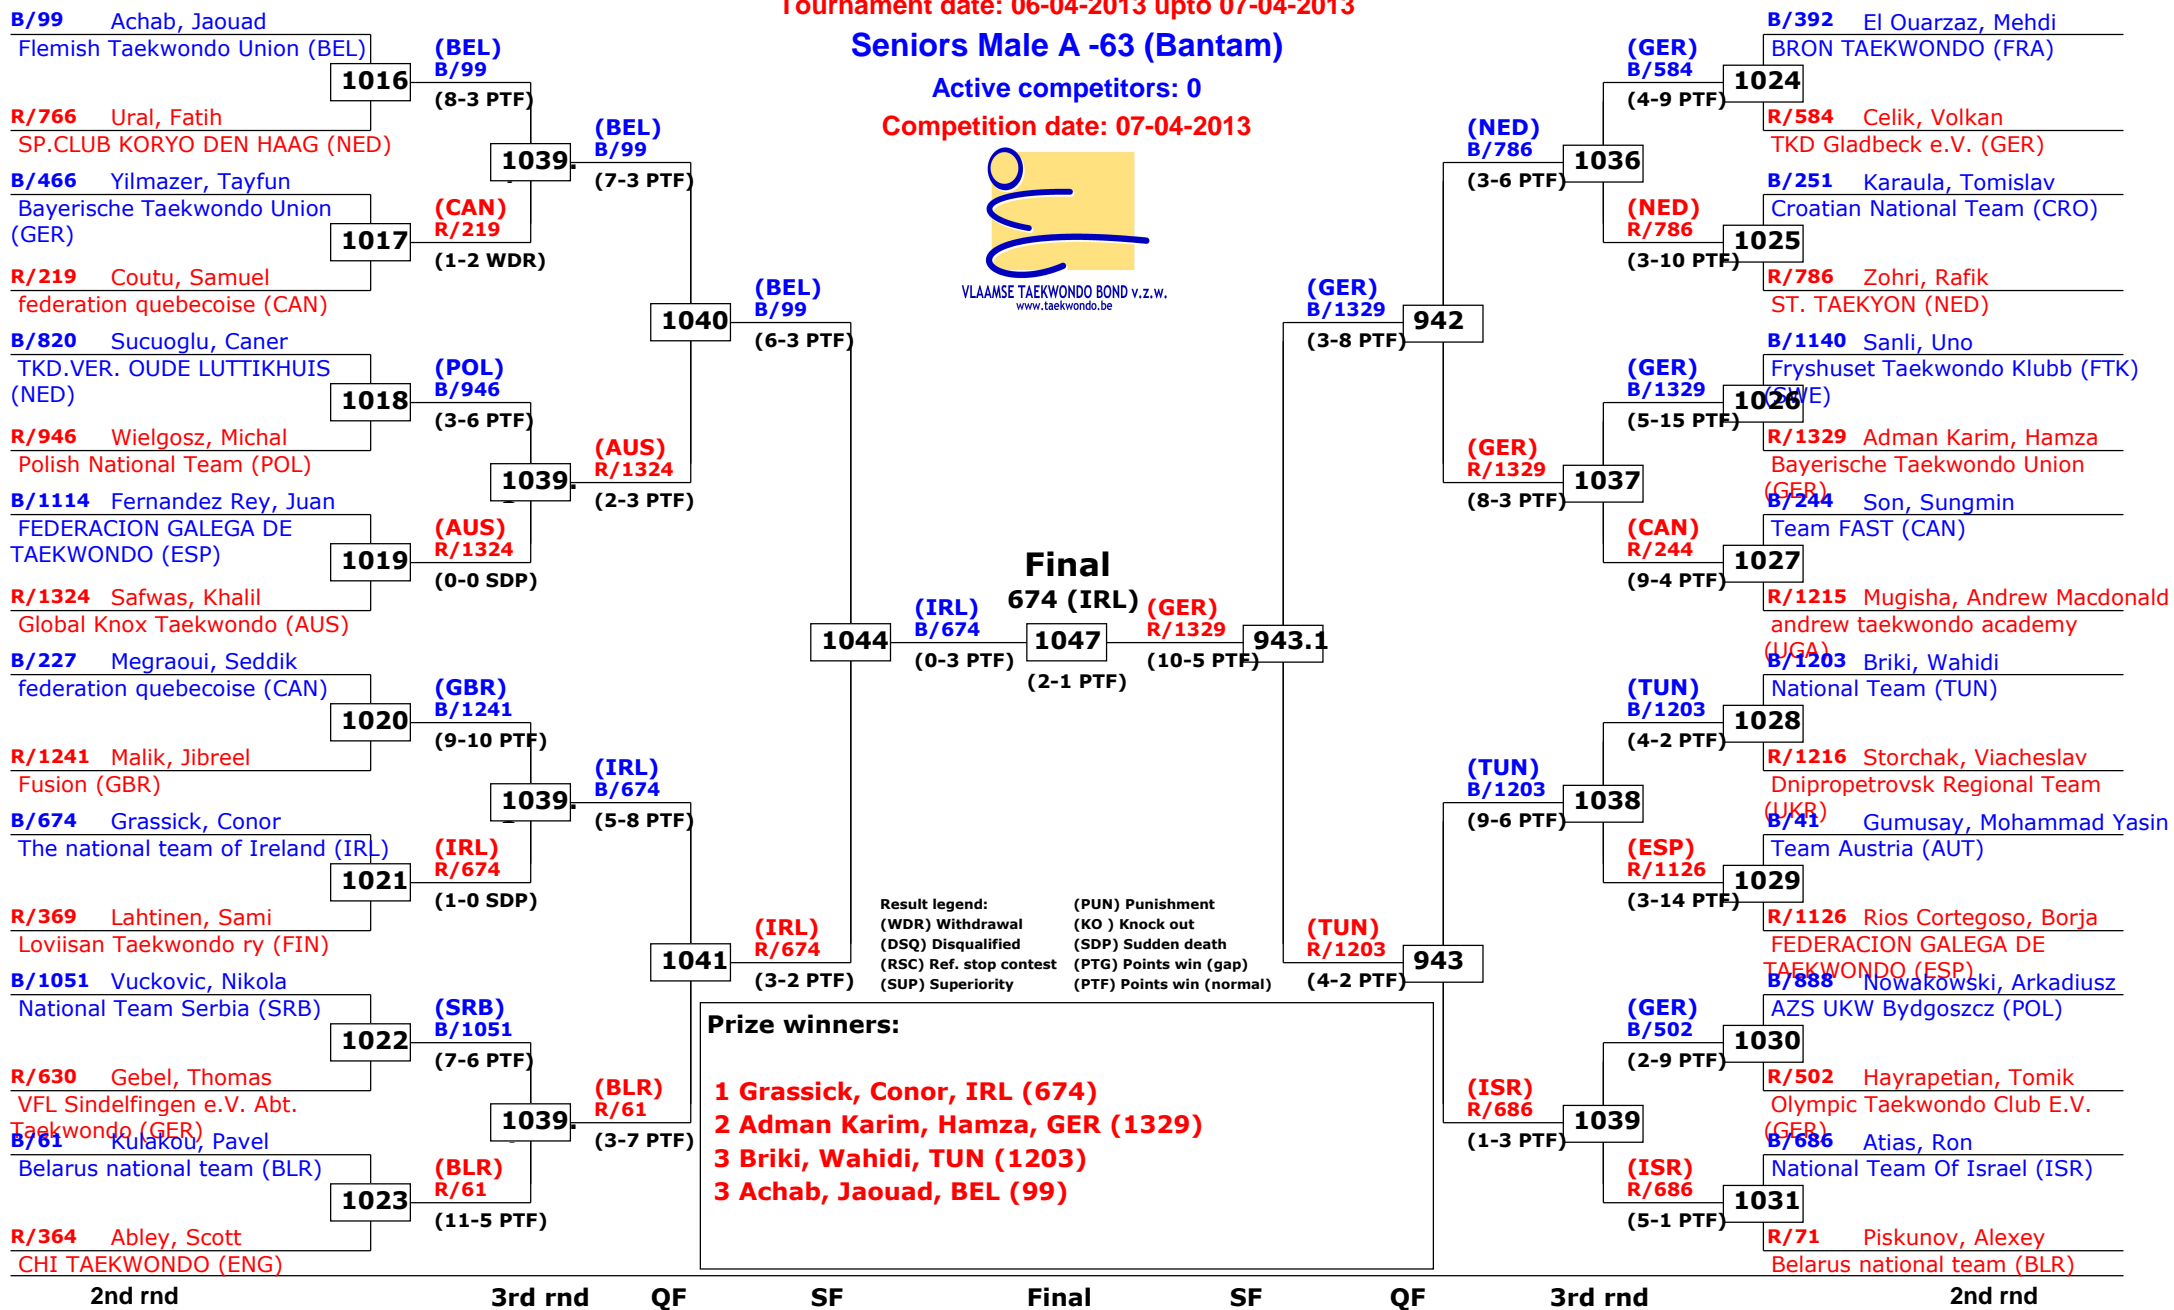 Tournament date: 06-04-2013 upto 07-04-2013
Seniors Male A -63 (Bantam)
Active competitors: 0
Competition date: 07-04-2013
VLAAMSE TAEKWONDO BOND v.z.w.
www.taekwondo.be
B/99 Achab, Jaouad
Flemish Taekwondo Union (BEL)
1016
R/766 Ural, Fatih
SP.CLUB KORYO DEN HAAG (NED)
B/466 Yilmazer, Tayfun
Bayerische Taekwondo Union
(GER)
1017
R/219 Coutu, Samuel
federation quebecoise (CAN)
B/820 Sucuoglu, Caner
TKD.VER. OUDE LUTTIKHUIS
(NED)
1018
R/946 Wielgosz, Michal
Polish National Team (POL)
B/1114 Fernandez Rey, Juan
FEDERACION GALEGA DE
TAEKWONDO (ESP)
1019
R/1324 Safwas, Khalil
Global Knox Taekwondo (AUS)
B/227 Megraoui, Seddik
federation quebecoise (CAN)
1020
R/1241 Malik, Jibreel
Fusion (GBR)
B/674 Grassick, Conor
The national team of Ireland (IRL)
1021
R/369 Lahtinen, Sami
Loviisan Taekwondo ry (FIN)
B/1051 Vuckovic, Nikola
National Team Serbia (SRB)
1022
R/630 Gebel, Thomas
VFL Sindelfingen e.V. Abt.
Taekwondo (GER)
B/61 Kulakou, Pavel
Belarus national team (BLR)
1023
R/364 Abley, Scott
CHI TAEKWONDO (ENG)
(BEL)
B/99
(8-3 PTF)
1039.
(CAN)
R/219
(1-2 WDR)
(POL)
B/946
(3-6 PTF)
1039.
(AUS)
R/1324
(0-0 SDP)
(GBR)
B/1241
(9-10 PTF)
1039.
(IRL)
R/674
(1-0 SDP)
(SRB)
B/1051
(7-6 PTF)
1039.
(BLR)
R/61
(11-5 PTF)
(BEL)
B/99
(7-3 PTF)
1040
(AUS)
R/1324
(2-3 PTF)
(IRL)
B/674
(5-8 PTF)
1041
(BLR)
R/61
(3-7 PTF)
(BEL)
B/99
(6-3 PTF)
1044
(IRL)
R/674
(3-2 PTF)
(IRL)
B/674
(0-3 PTF)
Final
674 (IRL)
1047
(2-1 PTF)
(GER)
R/1329
(10-5 PTF)
943.1
(GER)
B/1329
(3-8 PTF)
942
(TUN)
R/1203
(4-2 PTF)
943
(NED)
B/786
(3-6 PTF)
1036
(GER)
R/1329
(8-3 PTF)
1037
(TUN)
B/1203
(9-6 PTF)
1038
(ISR)
R/686
(1-3 PTF)
1039
(GER)
B/584
(4-9 PTF)
(NED)
R/786
(3-10 PTF)
(GER)
B/1329
(5-15 PTF)
(CAN)
R/244
(9-4 PTF)
(TUN)
B/1203
(4-2 PTF)
(ESP)
R/1126
(3-14 PTF)
(GER)
B/502
(2-9 PTF)
(ISR)
R/686
(5-1 PTF)
B/392 El Ouarzaz, Mehdi
BRON TAEKWONDO (FRA)
1024
R/584 Celik, Volkan
TKD Gladbeck e.V. (GER)
B/251 Karaula, Tomislav
Croatian National Team (CRO)
1025
R/786 Zohri, Rafik
ST. TAEKYON (NED)
B/1140 Sanli, Uno
Fryshuset Taekwondo Klubb (FTK)
(SWE)
1026
R/1329 Adman Karim, Hamza
Bayerische Taekwondo Union
(GER)
B/244 Son, Sungmin
Team FAST (CAN)
1027
R/1215 Mugisha, Andrew Macdonald
andrew taekwondo academy
(UGA)
B/1203 Briki, Wahidi
National Team (TUN)
1028
R/1216 Storchak, Viacheslav
Dnipropetrovsk Regional Team
(UKR)
B/41 Gumusay, Mohammad Yasin
Team Austria (AUT)
1029
R/1126 Rios Cortegoso, Borja
FEDERACION GALEGA DE
TAEKWONDO (ESP)
B/888 Nowakowski, Arkadiusz
AZS UKW Bydgoszcz (POL)
1030
R/502 Hayrapetian, Tomik
Olympic Taekwondo Club E.V.
(GER)
B/686 Atias, Ron
National Team Of Israel (ISR)
1031
R/71 Piskunov, Alexey
Belarus national team (BLR)
Result legend: (PUN) Punishment
(WDR) Withdrawal (KO ) Knock out
(DSQ) Disqualified (SDP) Sudden death
(RSC) Ref. stop contest (PTG) Points win (gap)
(SUP) Superiority (PTF) Points win (normal)
Prize winners:
1 Grassick, Conor, IRL (674)
2 Adman Karim, Hamza, GER (1329)
3 Briki, Wahidi, TUN (1203)
3 Achab, Jaouad, BEL (99)
2nd rnd 3rd rnd QF SF Final SF QF 3rd rnd 2nd rnd